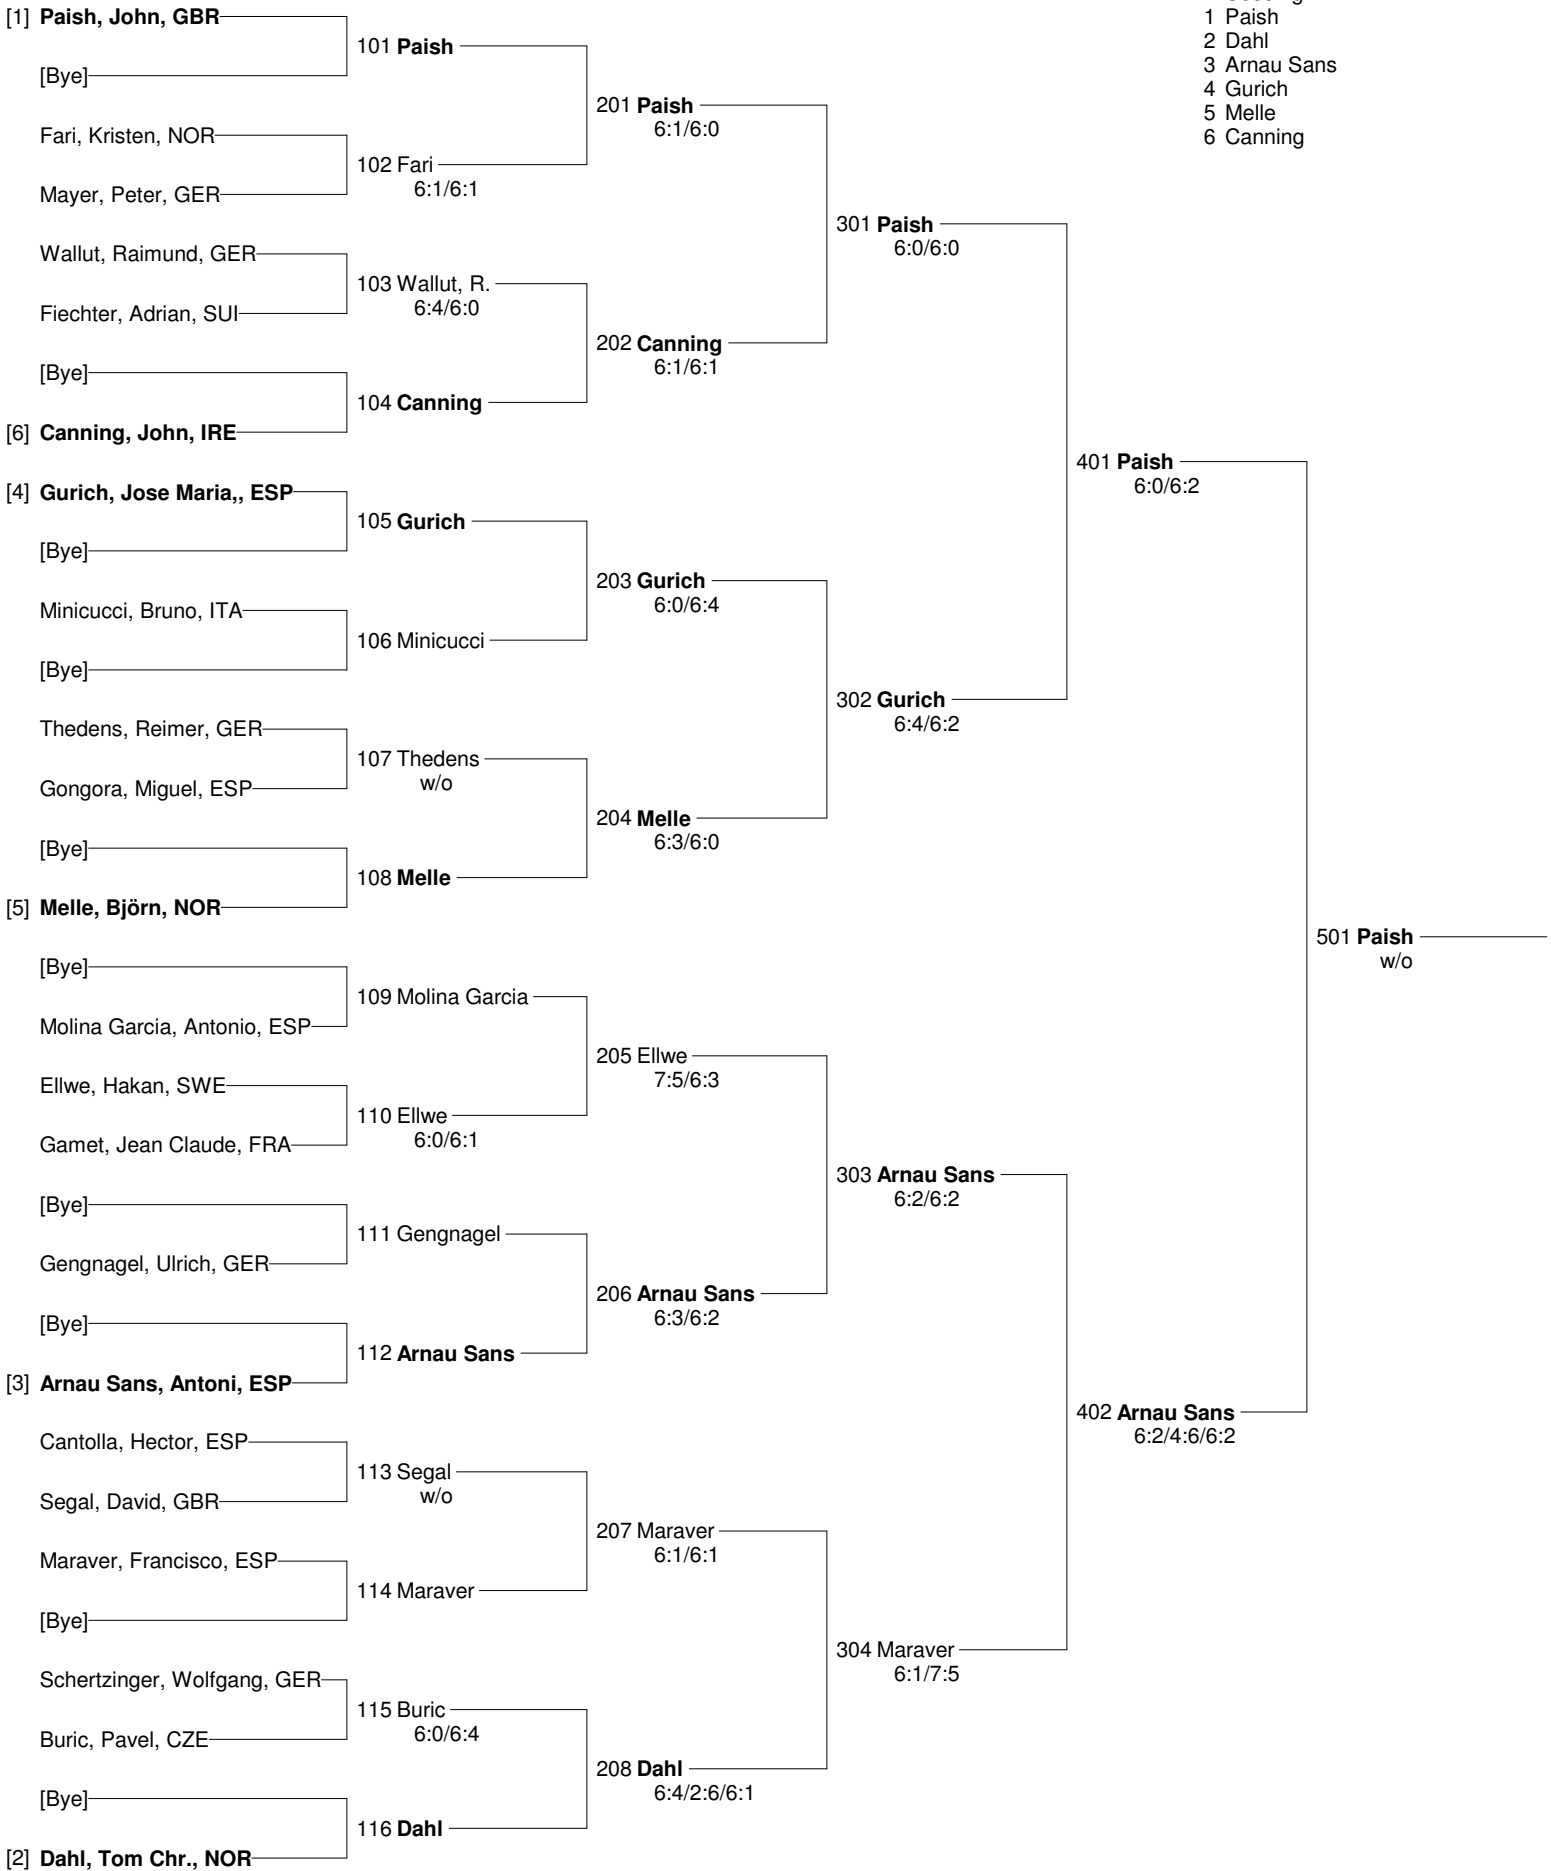 [1] Paish, John, GBR
[Bye]
Fari, Kristen, NOR
Mayer, Peter, GER
Wallut, Raimund, GER
Fiechter, Adrian, SUI
[Bye]
[6] Canning, John, IRE
[4] Gurich, Jose Maria,, ESP
[Bye]
Minicucci, Bruno, ITA
[Bye]
Thedens, Reimer, GER
Gongora, Miguel, ESP
[Bye]
[5] Melle, Björn, NOR
[Bye]
Molina Garcia, Antonio, ESP
Ellwe, Hakan, SWE
Gamet, Jean Claude, FRA
[Bye]
Gengnagel, Ulrich, GER
[Bye]
[3] Arnau Sans, Antoni, ESP
Cantolla, Hector, ESP
Segal, David, GBR
Maraver, Francisco, ESP
[Bye]
Schertzinger, Wolfgang, GER
Buric, Pavel, CZE
[Bye]
[2] Dahl, Tom Chr., NOR
101 Paish
102 Fari
6:1/6:1
103 Wallut, R.
6:4/6:0
104 Canning
105 Gurich
106 Minicucci
107 Thedens
w/o
108 Melle
109 Molina Garcia
110 Ellwe
6:0/6:1
111 Gengnagel
112 Arnau Sans
113 Segal
w/o
114 Maraver
115 Buric
6:0/6:4
116 Dahl
201 Paish
6:1/6:0
202 Canning
6:1/6:1
203 Gurich
6:0/6:4
204 Melle
6:3/6:0
205 Ellwe
7:5/6:3
206 Arnau Sans
6:3/6:2
207 Maraver
6:1/6:1
208 Dahl
6:4/2:6/6:1
301 Paish
6:0/6:0
302 Gurich
6:4/6:2
303 Arnau Sans
6:2/6:2
304 Maraver
6:1/7:5
401 Paish
6:0/6:2
402 Arnau Sans
6:2/4:6/6:2
501 Paish
w/o
1 Paish
2 Dahl
3 Arnau Sans
4 Gurich
5 Melle
6 Canning